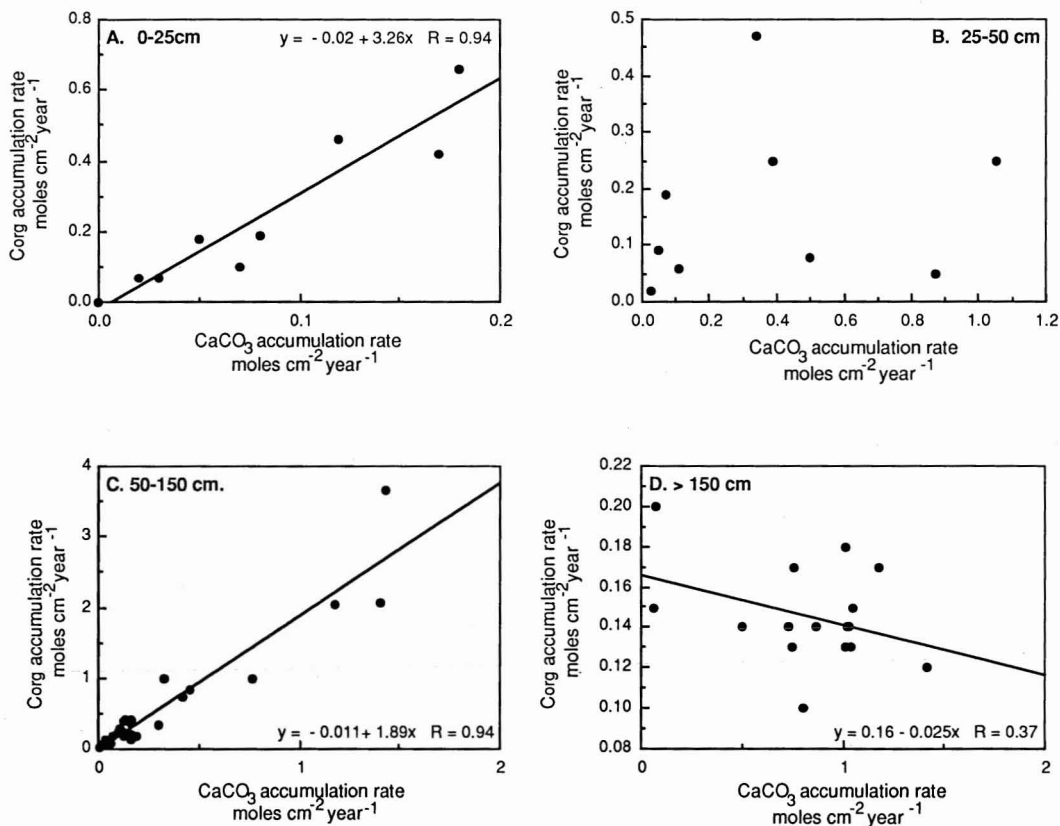 A. 0-25cm
y = - 0.02 + 3.26x R = 0.94
Corg accumulation rate
moles cm-2 year -1
0.8
0.6
0.4
0.2
0.0
0.0
0.1
0.2
CaCO3 accumulation rate
moles cm-2 year -1
B. 25-50 cm
Corg accumulation rate
moles cm-2 year -1
0.5
0.4
0.3
0.2
0.1
0.0
0.0
0.2
0.4
0.6
0.8
1.0
1.2
CaCO3 accumulation rate
moles cm-2 year -1
C. 50-150 cm.
Corg accumulation rate
moles cm-2 year -1
4
3
2
1
0
y = - 0.011+ 1.89x R = 0.94
0
1
2
CaCO3 accumulation rate
moles cm-2 year -1
D. > 150 cm
Corg accumulation rate
moles cm-2 year -1
0.22
0.20
0.18
0.16
0.14
0.12
0.10
0.08
y = 0.16 - 0.025x R = 0.37
0
1
2
CaCO3 accumulation rate
moles cm-2 year -1